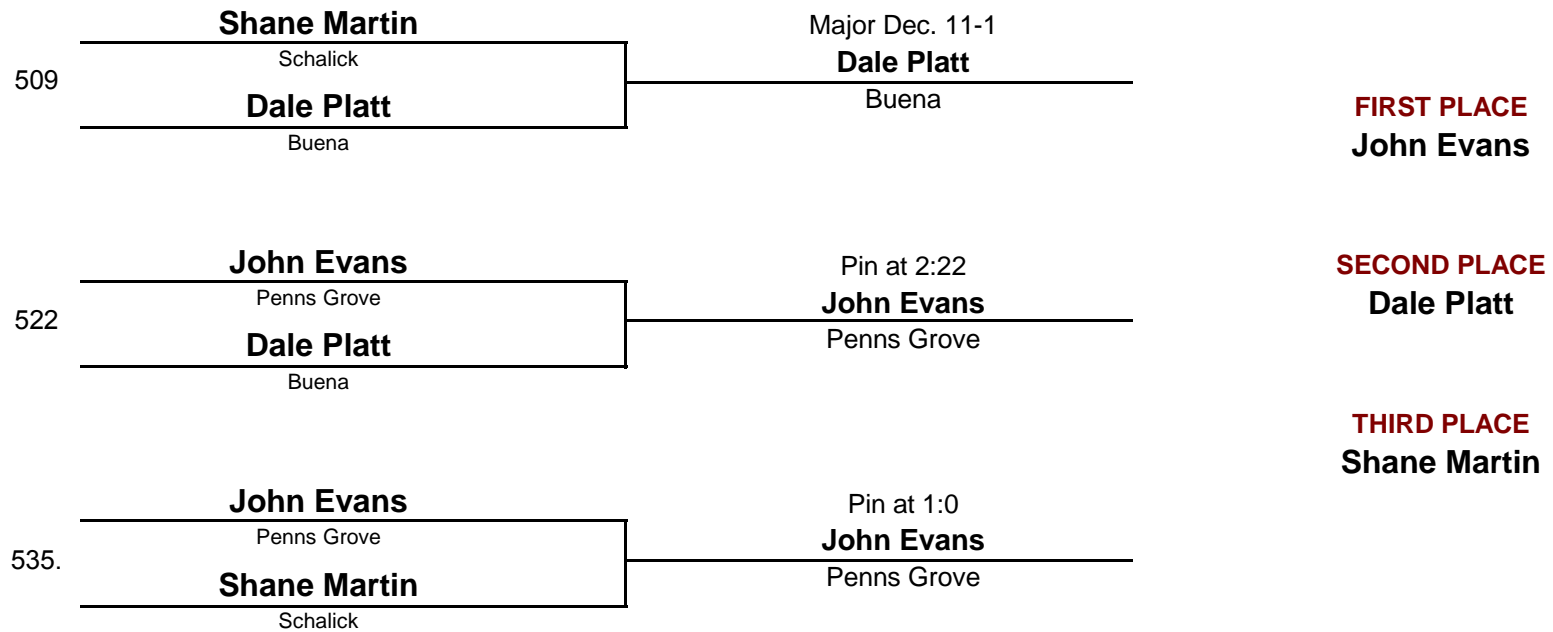 Shane Martin
Schalick
509
Dale Platt
Buena
Major Dec. 11-1
Dale Platt
Buena
John Evans
Penns Grove
522
Dale Platt
Buena
Pin at 2:22
John Evans
Penns Grove
John Evans
Penns Grove
535.
Shane Martin
Schalick
Pin at 1:0
John Evans
Penns Grove
FIRST PLACE
John Evans
SECOND PLACE
Dale Platt
THIRD PLACE
Shane Martin